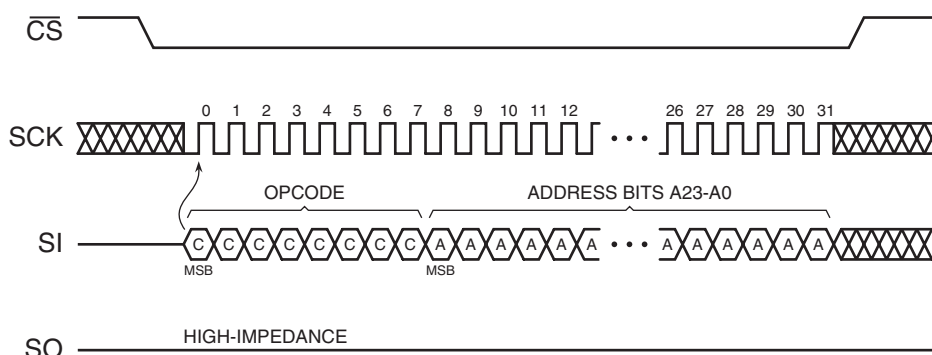 CS
SCK 0 1 2 3 4 5 6 7 8 9 10 11 12 26 27 28 29 30 31
OPCODE ADDRESS BITS A23-A0
SI C C C C C C C C A A A A A A A A A A A A
MSB MSB
HIGH-IMPEDANCE
SO